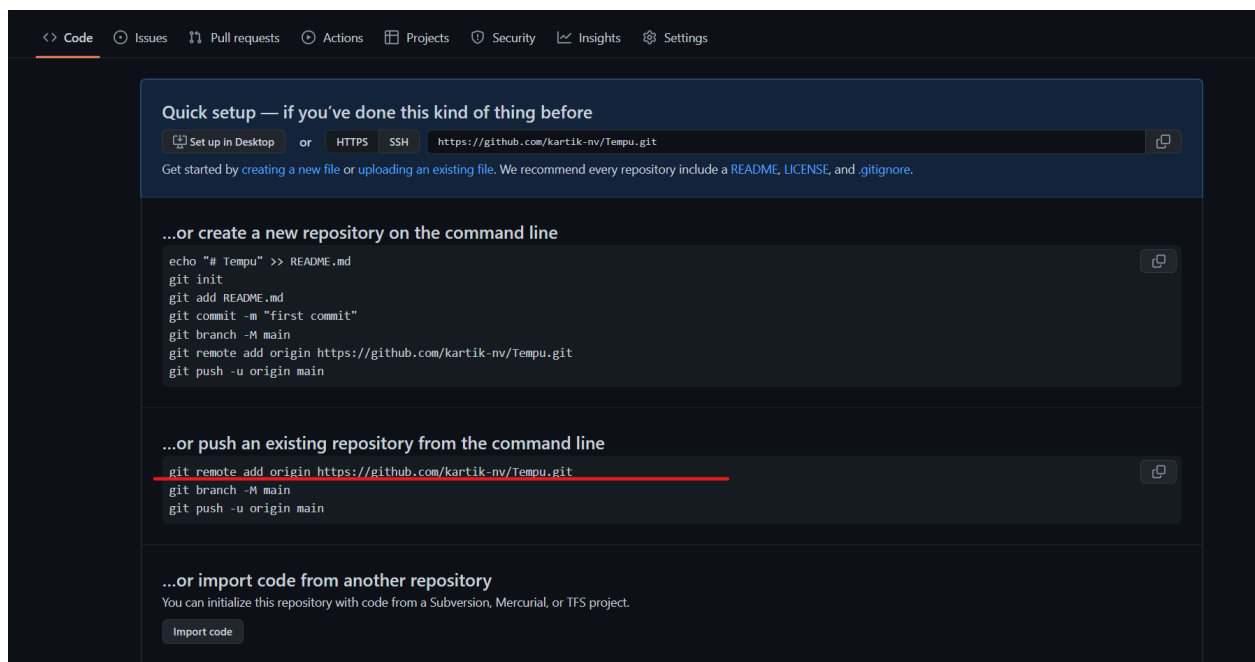 <> Code Issues Pull requests Actions Projects Security Insights Settings
Quick setup — if you’ve done this kind of thing before
Set up in Desktop or HTTPS SSH https://github.com/kartik-nv/Tempu.git
Get started by creating a new file or uploading an existing file. We recommend every repository include a README, LICENSE, and .gitignore.
…or create a new repository on the command line
echo "# Tempu" >> README.md
git init
git add README.md
git commit -m "first commit"
git branch -M main
git remote add origin https://github.com/kartik-nv/Tempu.git
git push -u origin main
…or push an existing repository from the command line
git remote add origin https://github.com/kartik-nv/Tempu.git
git branch -M main
git push -u origin main
…or import code from another repository
You can initialize this repository with code from a Subversion, Mercurial, or TFS project.
Import code